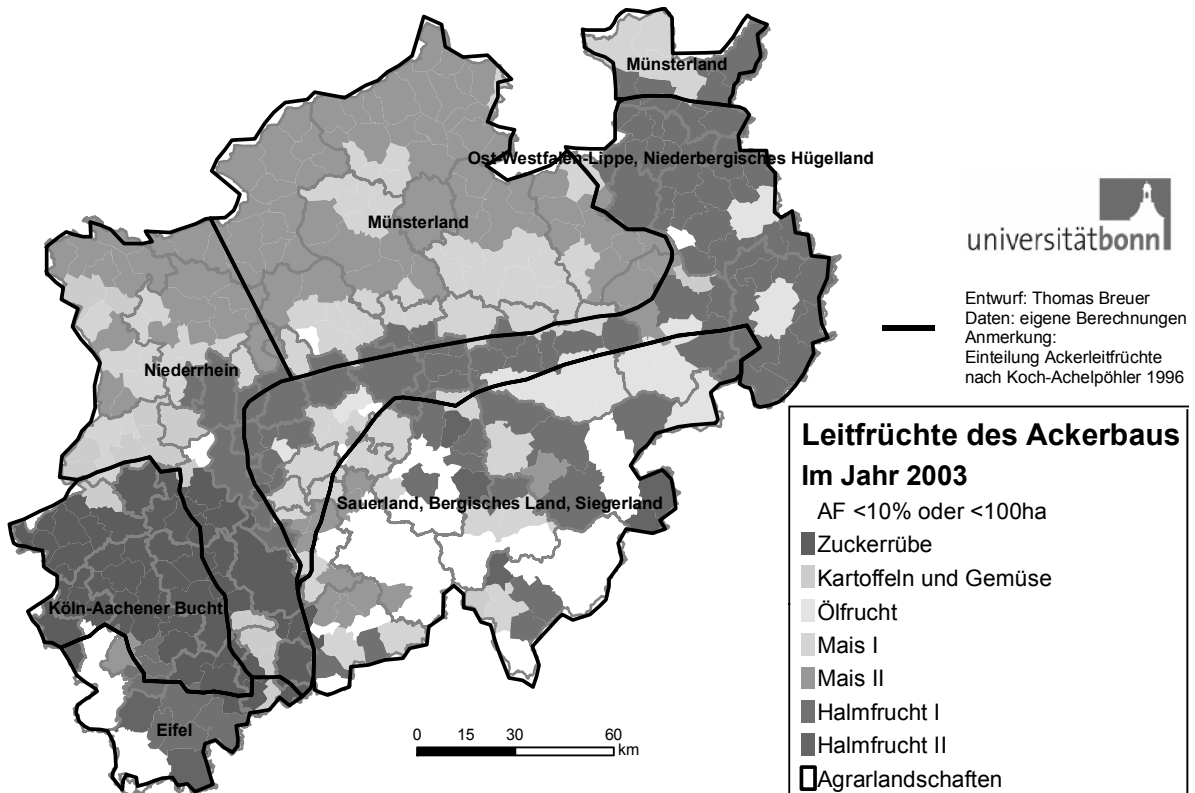 Münsterland
Ost-Westfalen-Lippe, Niederbergisches Hügelland
Münsterland
Niederrhein
Sauerland, Bergisches Land, Siegerland
Köln-Aachener Bucht
Eifel
0 15 30 60
km
universitätbonn
Entwurf: Thomas Breuer
Daten: eigene Berechnungen
Anmerkung:
Einteilung Ackerleitfrüchte
nach Koch-Achelpöhler 1996
Leitfrüchte des Ackerbaus
Im Jahr 2003
AF <10% oder <100ha
Zuckerrübe
Kartoffeln und Gemüse
Ölfrucht
Mais I
Mais II
Halmfrucht I
Halmfrucht II
Agrarlandschaften